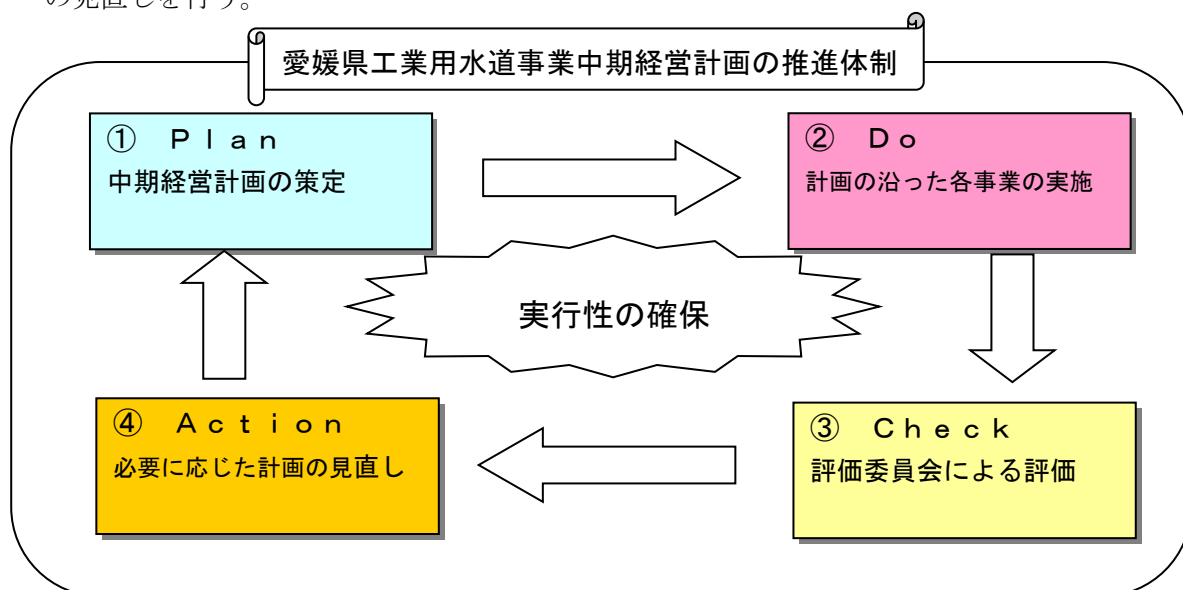 の見直しを行う。
愛媛県工業用水道事業中期経営計画の推進体制
① Ｐｌａｎ
中期経営計画の策定
② Ｄｏ
計画の沿った各事業の実施
実行性の確保
④ Ａｃｔｉｏｎ
必要に応じた計画の見直し
③ Ｃｈｅｃｋ
評価委員会による評価